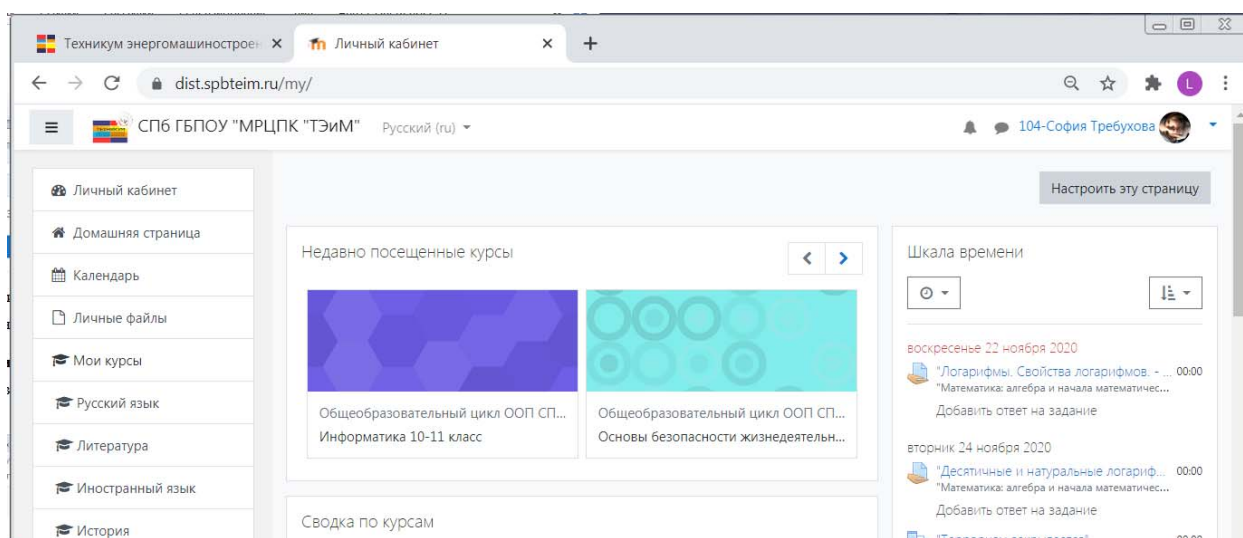 Техникум энергомашинострое
Личный кабинет
dist.spbteim.ru/my/
L
СПб ГБПОУ "МРЦПК "ТЭиМ"
Русский (ru)
104-София Требухова
Личный кабинет
Домашняя страница
Календарь
Личные файлы
Мои курсы
Русский язык
Литература
Иностранный язык
История
Настроить эту страницу
Недавно посещенные курсы
Общеобразовательный цикл ООП СП...
Информатика 10-11 класс
Общеобразовательный цикл ООП СП...
Основы безопасности жизнедеятельн...
Сводка по курсам
Шкала времени
воскресенье 22 ноября 2020
"Логарифмы. Свойства логарифмов. - ... 00:00
"Математика: алгебра и начала математичес...
Добавить ответ на задание
вторник 24 ноября 2020
"Десятичные и натуральные логариф... 00:00
"Математика: алгебра и начала математичес...
Добавить ответ на задание